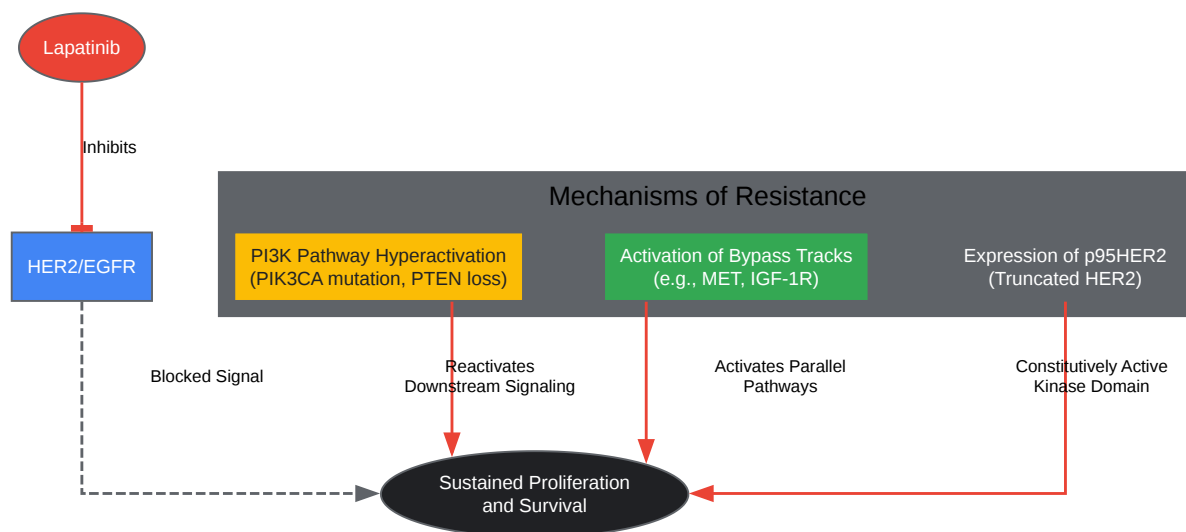 Lapatinib
Inhibits
HER2/EGFR
Mechanisms of Resistance
PI3K Pathway Hyperactivation
(PIK3CA mutation, PTEN loss)
Activation of Bypass Tracks
(e.g., MET, IGF-1R)
Expression of p95HER2
(Truncated HER2)
Blocked Signal
Reactivates
Downstream Signaling
Activates Parallel
Pathways
Constitutively Active
Kinase Domain
Sustained Proliferation
and Survival